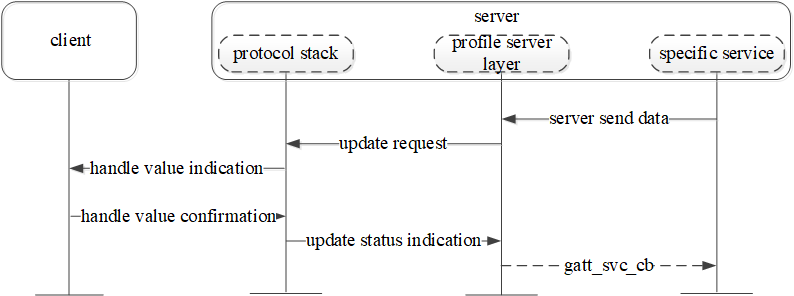 server
client
protocol stack
profile server
layer
specific service
server send data
update request
handle value indication
handle value confirmation
update status indication
gatt_svc_cb